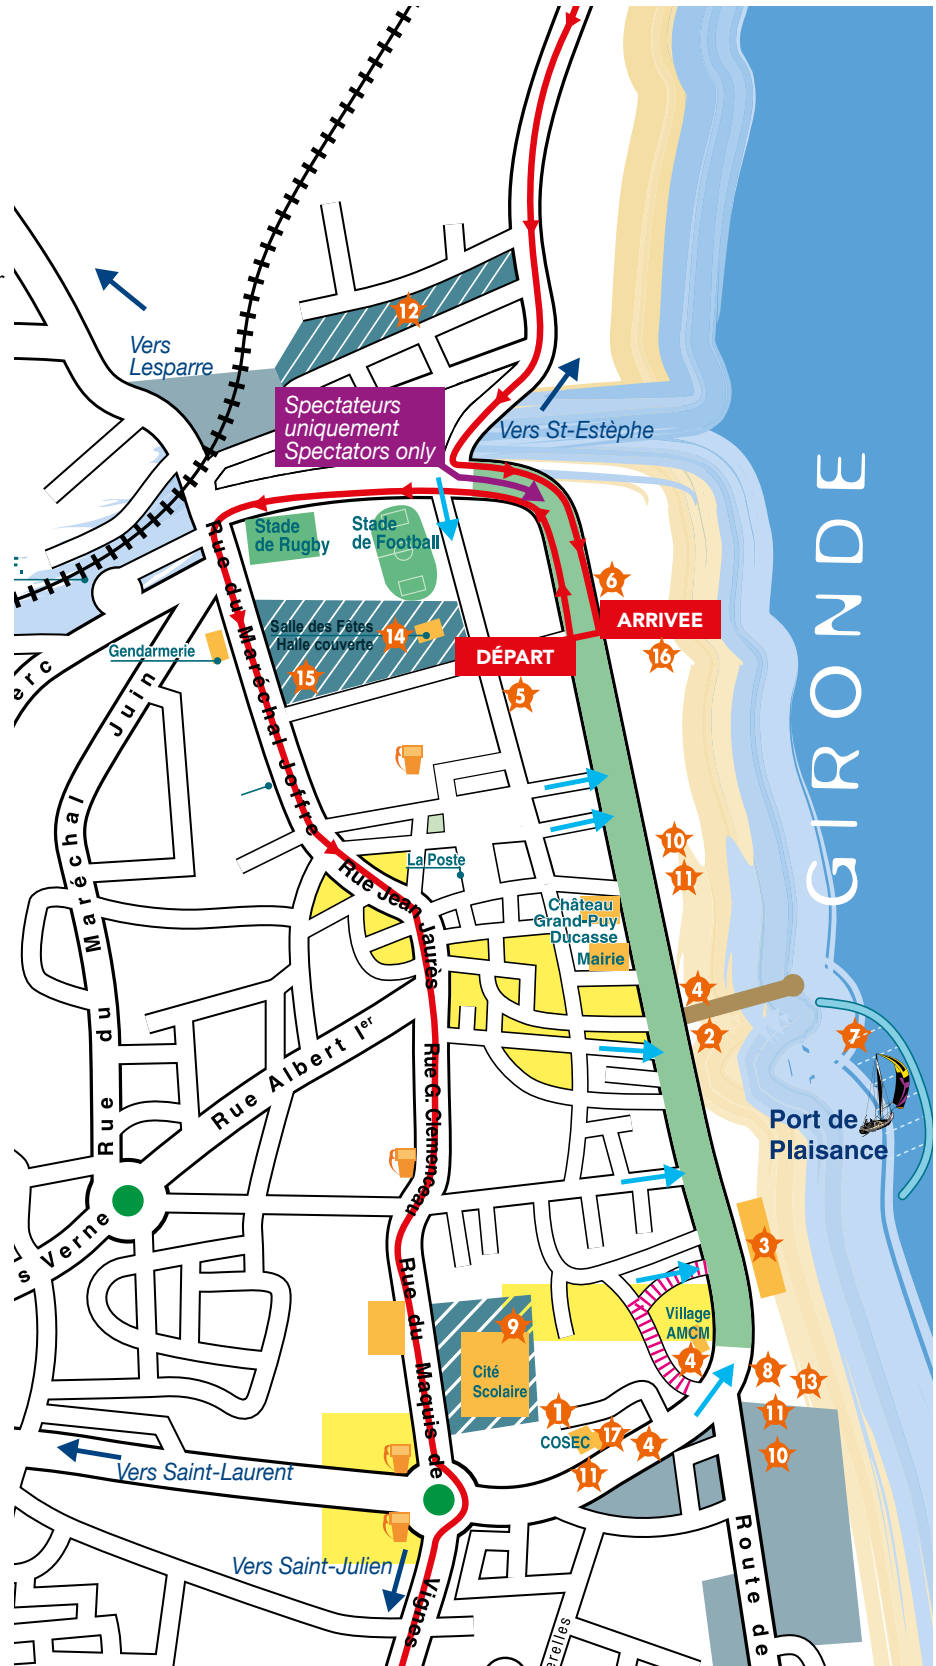 12
Vers
Lesparre
Spectateurs
uniquement
Spectators only
Vers St-Estèphe
GIRONDE
Stade
de Rugby
Stade
de Football
F.
6
ARRIVEE
Salle des Fêtes
Halle couverte
14
Gendarmerie
DÉPART
16
15
5
erc
Rue du Maréchal Juin
Rue du Maréchal Joffre
10
La Poste
11
Rue Jean Jaurès
Château
Grand-Puy
Ducasse
Mairie
4
2
7
Rue Albert Ier
Rue G. Clemenceau
Port de
Plaisance
s Verne
3
Rue du Maquis de Vignes
Village
AMCM
9
4
Cité
Scolaire
8
13
1
11
COSEC
17
4
10
11
Vers Saint-Laurent
Route de
Vers Saint-Julien
erelles